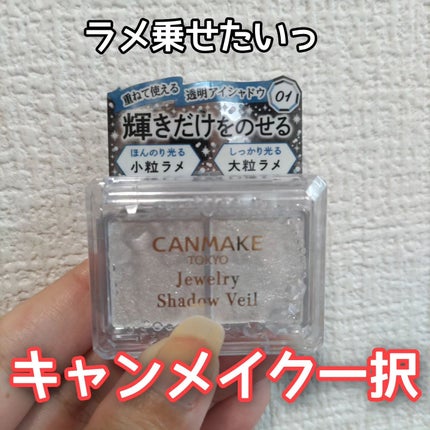 ラメ乗せたいっ
重ねて使える 透明アイシャドウ 01
輝きだけをのせる
ほんのり光る しっかり光る
小粒ラメ 大粒ラメ
CANMAKE
TOKYO
Jewelry
Shadow Veil
キャンメイク一択